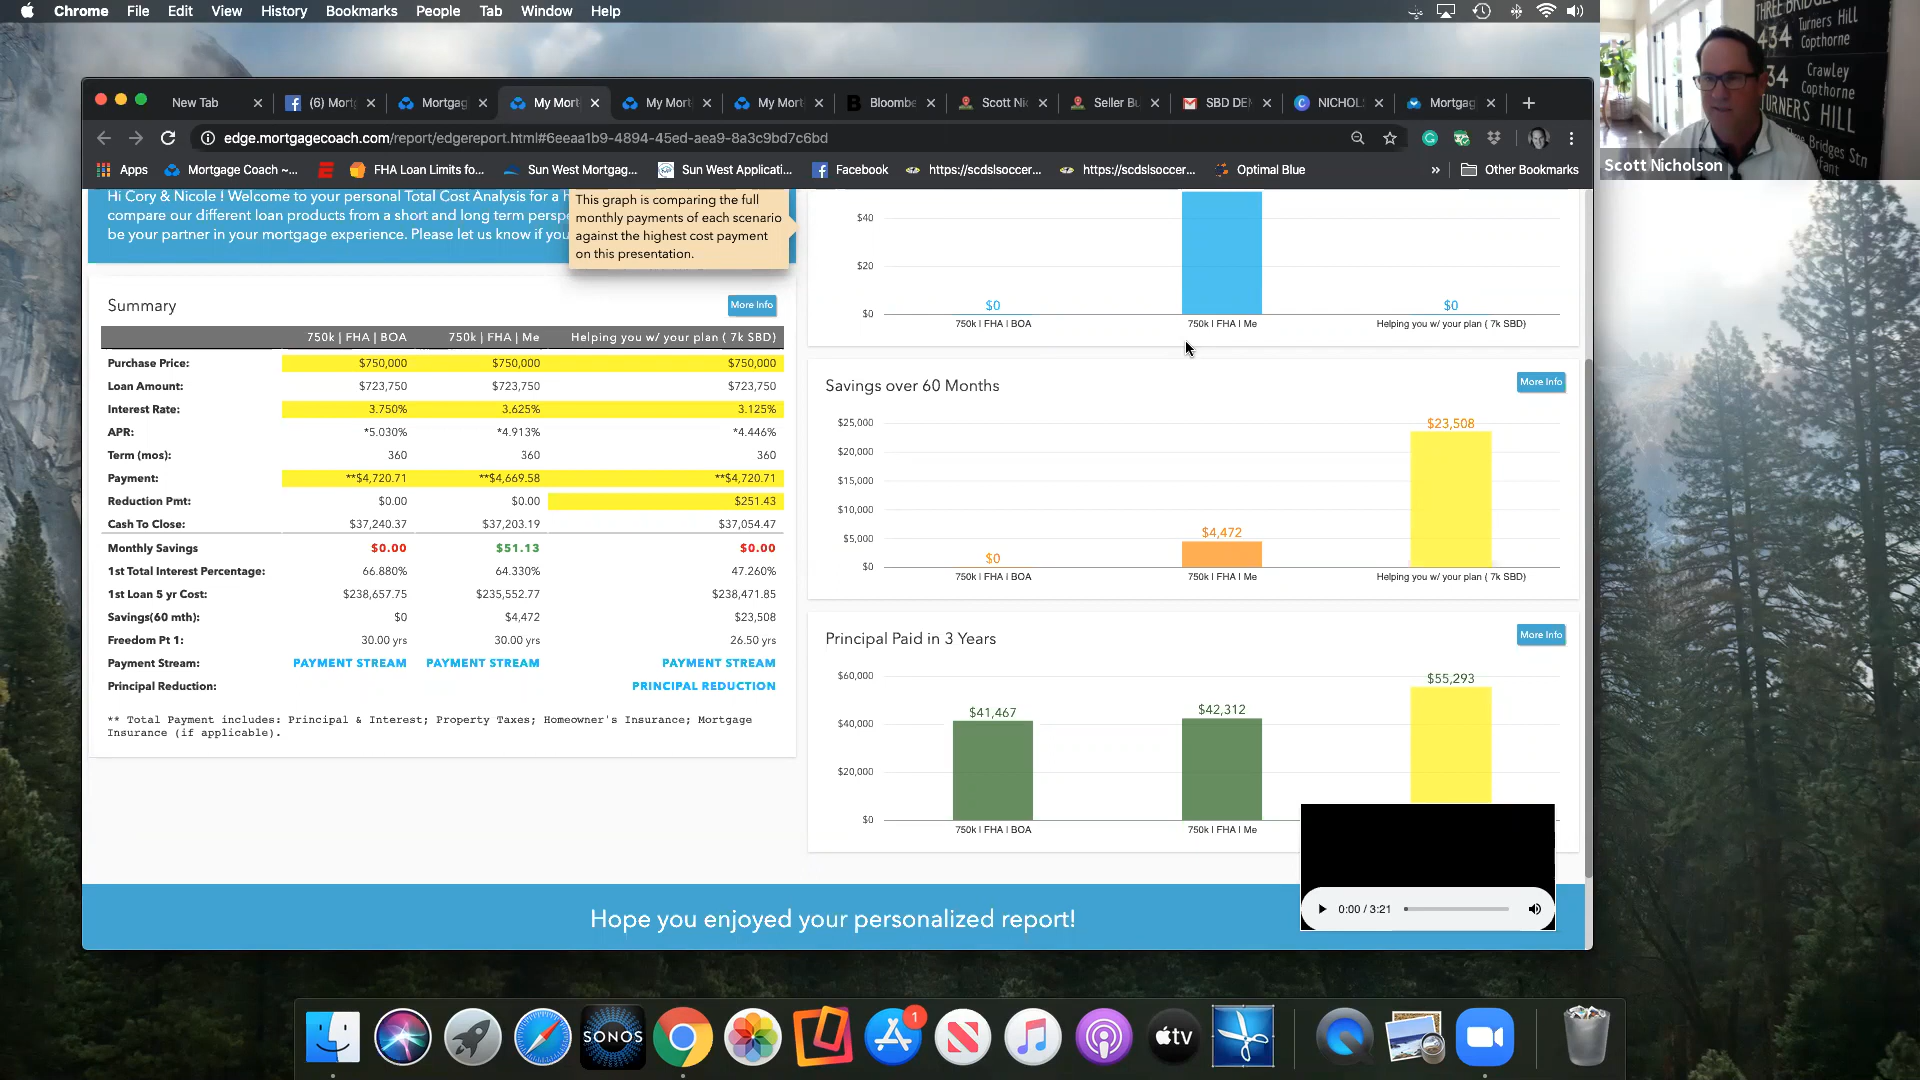 Chrome File Edit View History Bookmarks People Tab Window Help
New Tab (6) Mort Mortgag My Mort My Mort My Mort Bloombe Scott Ni Seller Bu SBD DE NICHOL Mortgag
edge.mortgagecoach.com/report/edgereport.html#6eeaa1b9-4894-45ed-aea9-8a3c9bd7c6bd
Apps Mortgage Coach ~... FHA Loan Limits fo... Sun West Mortgag... Sun West Applicati... Facebook https://scdslsoccer... https://scdslsoccer... Optimal Blue » Other Bookmarks
THREE BRIDGES
434 Turners Hill
Copthorne
34 Crawley
Copthorne
TURNERS HILL
Three Bridges Stn
Scott Nicholson
Hi Cory & Nicole ! Welcome to your personal Total Cost Analysis for a h
compare our different loan products from a short and long term persp
be your partner in your mortgage experience. Please let us know if you
This graph is comparing the full
monthly payments of each scenario
against the highest cost payment
on this presentation.
Summary More Info
750k | FHA | BOA 750k | FHA | Me Helping you w/ your plan ( 7k SBD)
Purchase Price: $750,000 $750,000 $750,000
Loan Amount: $723,750 $723,750 $723,750
Interest Rate: 3.750% 3.625% 3.125%
APR: *5.030% *4.913% *4.446%
Term (mos): 360 360 360
Payment: **$4,720.71 **$4,669.58 **$4,720.71
Reduction Pmt: $0.00 $0.00 $251.43
Cash To Close: $37,240.37 $37,203.19 $37,054.47
Monthly Savings $0.00 $51.13 $0.00
1st Total Interest Percentage: 66.880% 64.330% 47.260%
1st Loan 5 yr Cost: $238,657.75 $235,552.77 $238,471.85
Savings(60 mth): $0 $4,472 $23,508
Freedom Pt 1: 30.00 yrs 30.00 yrs 26.50 yrs
Payment Stream: PAYMENT STREAM PAYMENT STREAM PAYMENT STREAM
Principal Reduction: PRINCIPAL REDUCTION
** Total Payment includes: Principal & Interest; Property Taxes; Homeowner's Insurance; Mortgage
Insurance (if applicable).
$40
$20
$0 $0 $0
750k | FHA | BOA 750k | FHA | Me Helping you w/ your plan ( 7k SBD)
Savings over 60 Months More Info
$25,000 $23,508
$20,000
$15,000
$10,000
$5,000 $4,472
$0 $0
750k | FHA | BOA 750k | FHA | Me Helping you w/ your plan ( 7k SBD)
Principal Paid in 3 Years More Info
$60,000 $55,293
$41,467 $42,312
$40,000
$20,000
$0
750k | FHA | BOA 750k | FHA | Me
0:00 / 3:21
Hope you enjoyed your personalized report!
1
SONOS
tv